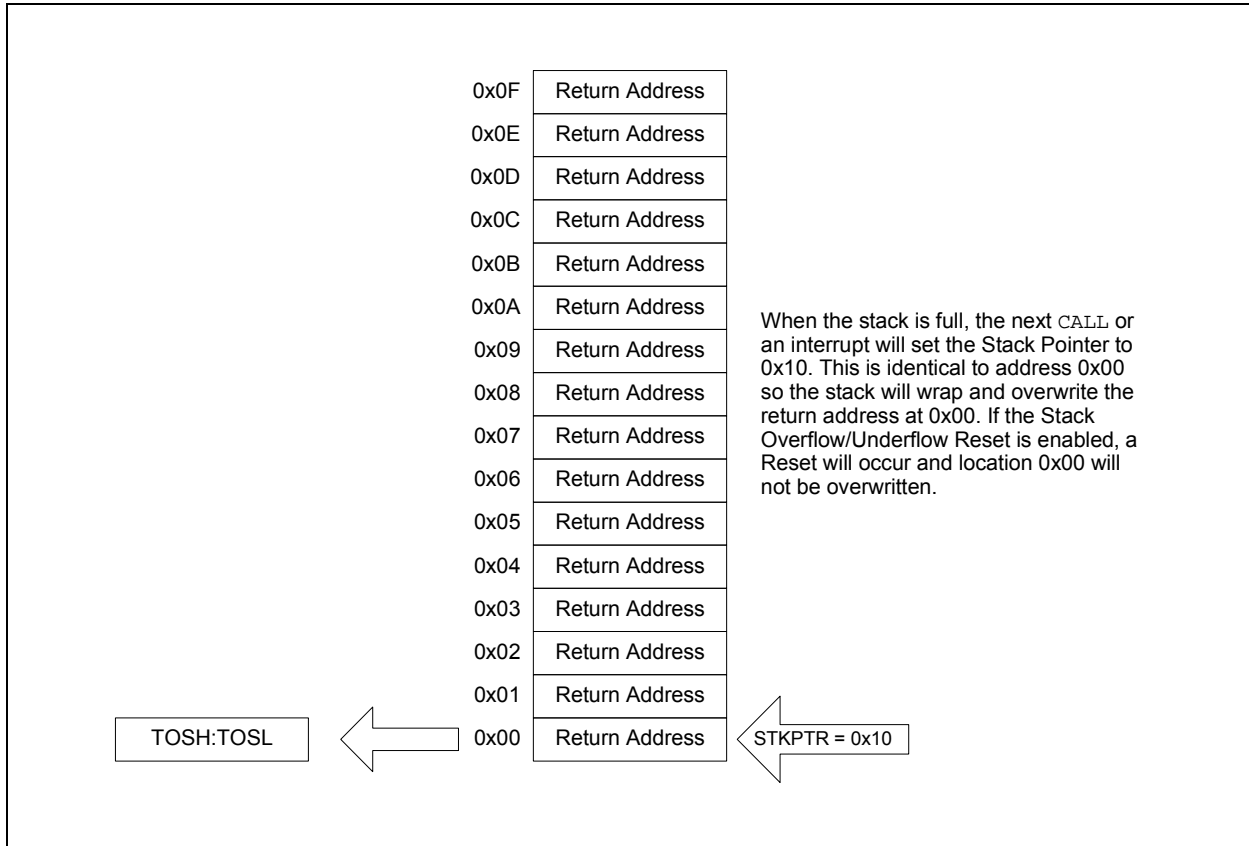 0x0F Return Address
0x0E Return Address
0x0D Return Address
0x0C Return Address
0x0B Return Address
0x0A Return Address
0x09 Return Address
0x08 Return Address
0x07 Return Address
0x06 Return Address
0x05 Return Address
0x04 Return Address
0x03 Return Address
0x02 Return Address
0x01 Return Address
TOSH:TOSL 0x00 Return Address STKPTR = 0x10
When the stack is full, the next CALL or
an interrupt will set the Stack Pointer to
0x10. This is identical to address 0x00
so the stack will wrap and overwrite the
return address at 0x00. If the Stack
Overflow/Underflow Reset is enabled, a
Reset will occur and location 0x00 will
not be overwritten.